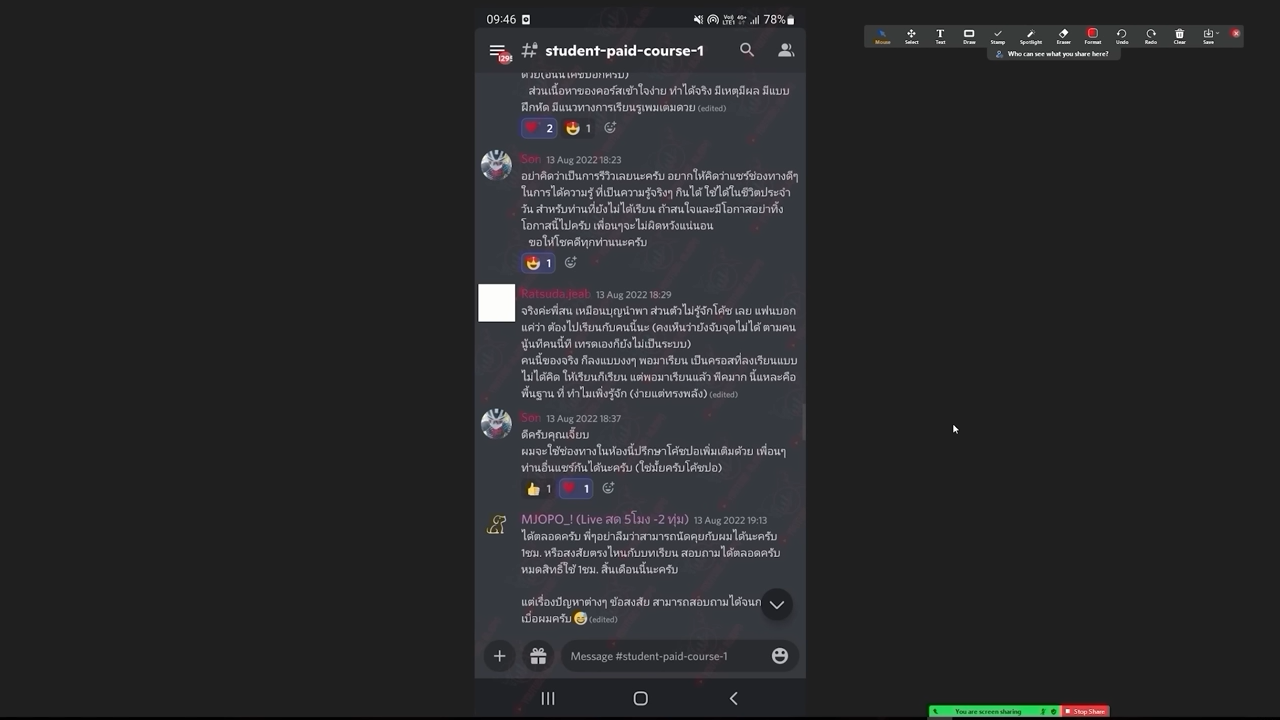 09:46
78%
Mouse Select Text Draw Stamp Spotlight Eraser Format Undo Redo Clear Save
Who can see what you share here?
129
student-paid-course-1
ส่วนเนื้อหาของคอร์สเข้าใจง่าย ทำได้จริง มีเหตุมีผล มีแบบ
ฝึกหัด มีแนวทางการเรียนรู้เพิ่มเติมด้วย (edited)
2 1
Son 13 Aug 2022 18:23
อย่าคิดว่าเป็นการรีวิวเลยนะครับ อยากให้คิดว่าแชร์ช่องทางดีๆ
ในการได้ความรู้ ที่เป็นความรู้จริงๆ กินได้ ใช้ได้ในชีวิตประจำ
วัน สำหรับท่านที่ยังไม่ได้เรียน ถ้าสนใจและมีโอกาสอย่าทิ้ง
โอกาสนี้ไปครับ เพื่อนๆจะไม่ผิดหวังแน่นอน
ขอให้โชคดีทุกท่านนะครับ
1
Ratsuda.jeab 13 Aug 2022 18:29
จริงค่ะพี่สน เหมือนบุญนำพา ส่วนตัวไม่รู้จักโค้ช เลย แฟนบอก
แค่ว่า ต้องไปเรียนกับคนนี้นะ (คงเห็นว่ายังจับจุดไม่ได้ ตามคน
นู้นทีคนนี้ที เทรดเองก็ยังไม่เป็นระบบ)
คนนี้ของจริง ก็ลงแบบงงๆ พอมาเรียน เป็นครอสที่ลงเรียนแบบ
ไม่ได้คิด ให้เรียนก็เรียน แต่พอมาเรียนแล้ว พีคมาก นี้แหละคือ
พื้นฐาน ที่ ทำไมเพิ่งรู้จัก (ง่ายแต่ทรงพลัง) (edited)
Son 13 Aug 2022 18:37
ดีครับคุณเจี๊ยบ
ผมจะใช้ช่องทางในห้องนี้ปรึกษาโค้ชปอเพิ่มเติมด้วย เพื่อนๆ
ท่านอื่นแชร์กันได้นะครับ (ใช่มั้ยครับโค้ชปอ)
1 1
MJOPO_! (Live สด 5โมง -2 ทุ่ม) 13 Aug 2022 19:13
ได้ตลอดครับ พี่ๆอย่าลืมว่าสามารถนัดคุยกับผมได้นะครับ
1ชม. หรือสงสัยตรงไหนกับบทเรียน สอบถามได้ตลอดครับ
หมดสิทธิ์ใช้ 1ชม. สิ้นเดือนนี้นะครับ
แต่เรื่องปัญหาต่างๆ ข้อสงสัย สามารถสอบถามได้จนก
เบื่อผมครับ (edited)
Message #student-paid-course-1
You are screen sharing Stop Share